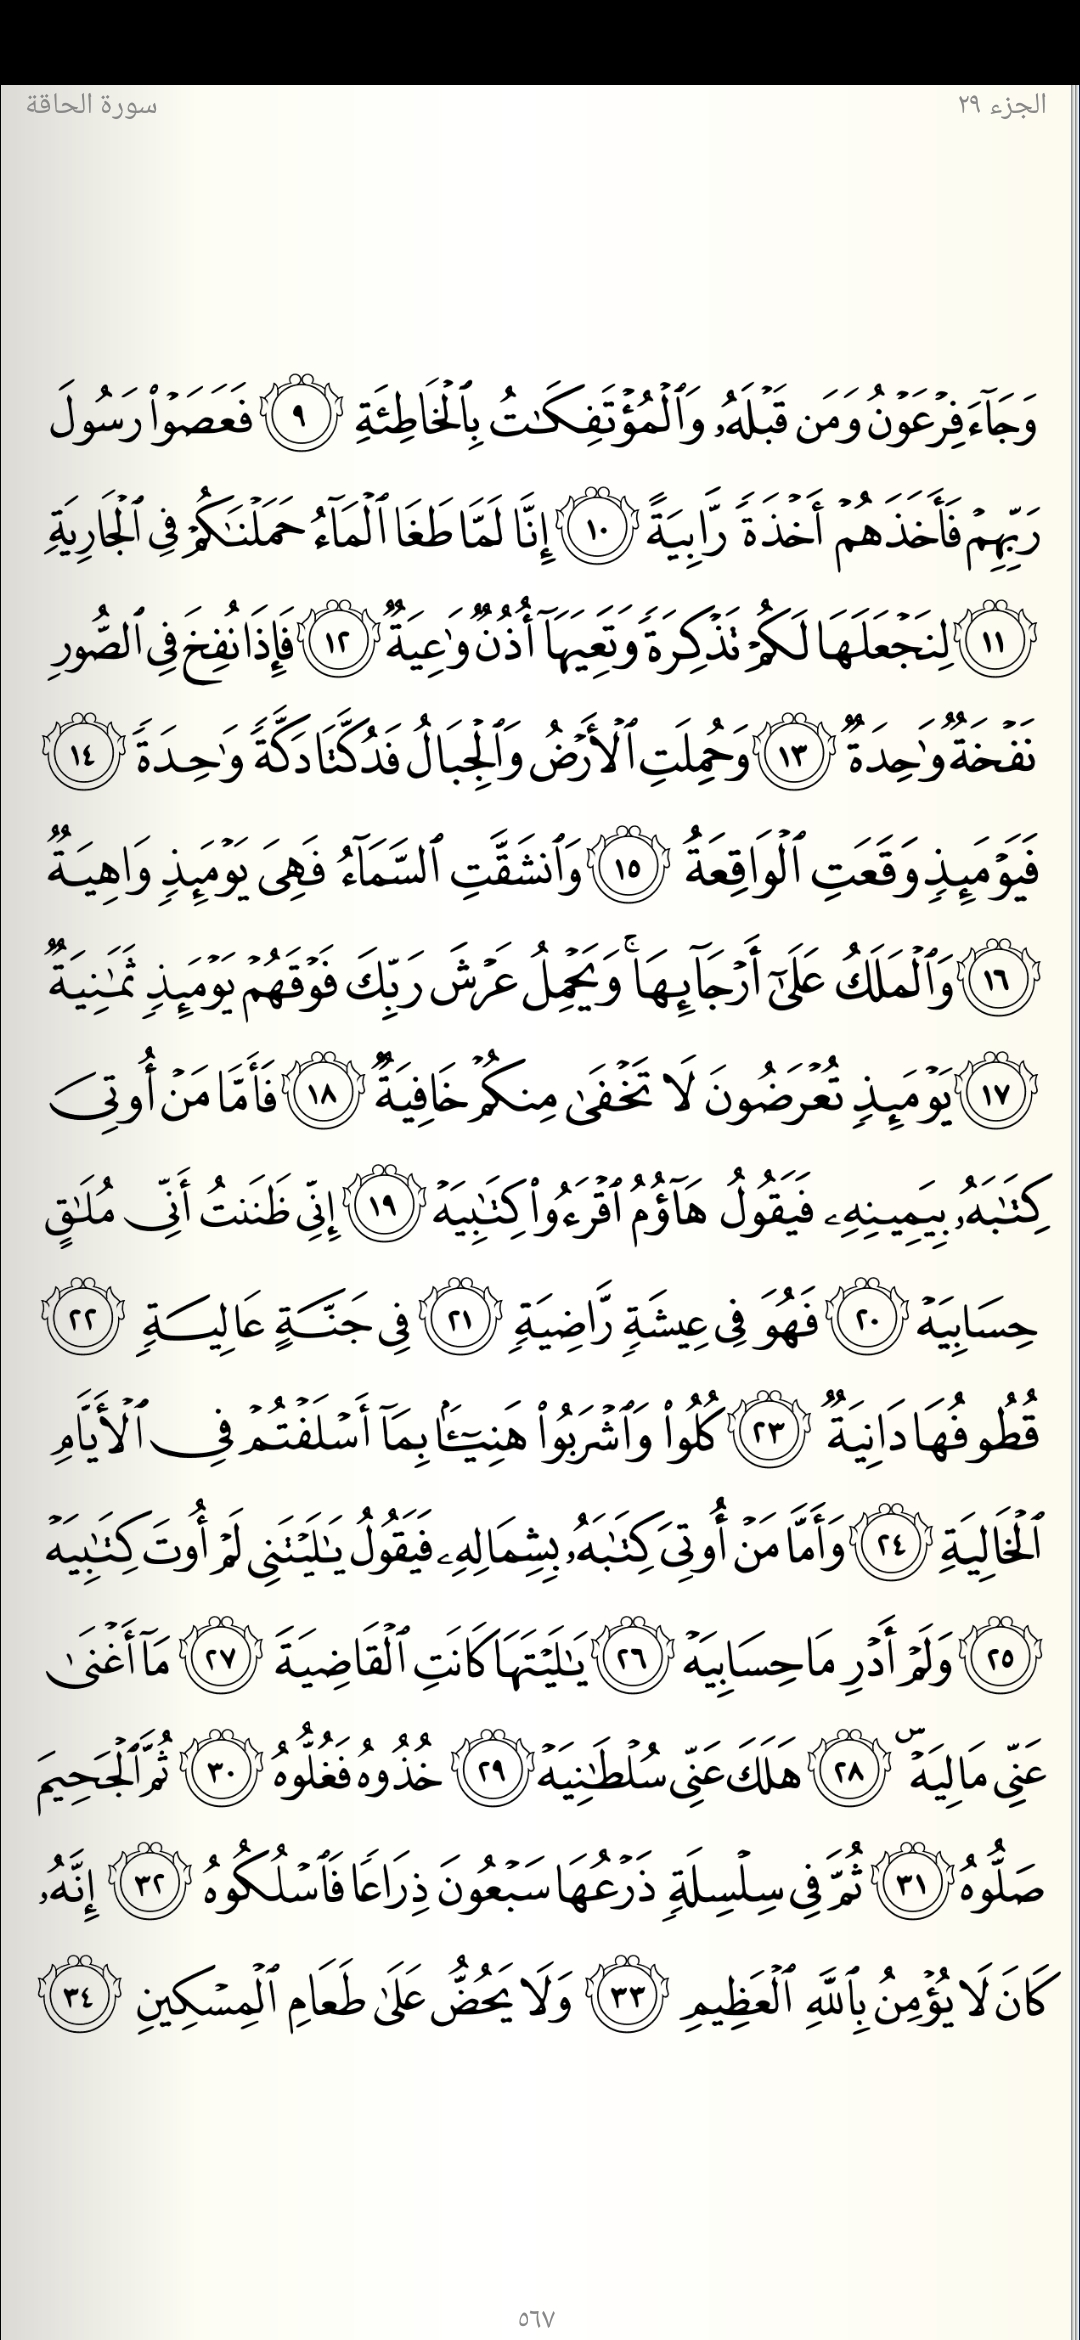 الجزء ٢٩
سورة الحاقة
وَجَآءَ فِرْعَوْنُ وَمَن قَبْلَهُۥ وَٱلْمُؤْتَفِكَـٰتُ بِٱلْخَاطِئَةِ ٩ فَعَصَوْا۟ رَسُولَ
رَبِّهِمْ فَأَخَذَهُمْ أَخْذَةً رَّابِيَةً ١٠ إِنَّا لَمَّا طَغَا ٱلْمَآءُ حَمَلْنَـٰكُمْ فِى ٱلْجَارِيَةِ
١١ لِنَجْعَلَهَا لَكُمْ تَذْكِرَةً وَتَعِيَهَآ أُذُنٌ وَٰعِيَةٌ ١٢ فَإِذَا نُفِخَ فِى ٱلصُّورِ
نَفْخَةٌ وَٰحِدَةٌ ١٣ وَحُمِلَتِ ٱلْأَرْضُ وَٱلْجِبَالُ فَدُكَّتَا دَكَّةً وَٰحِدَةً ١٤
فَيَوْمَئِذٍ وَقَعَتِ ٱلْوَاقِعَةُ ١٥ وَٱنشَقَّتِ ٱلسَّمَآءُ فَهِىَ يَوْمَئِذٍ وَاهِيَةٌ
١٦ وَٱلْمَلَكُ عَلَىٰٓ أَرْجَآئِهَا ۚ وَيَحْمِلُ عَرْشَ رَبِّكَ فَوْقَهُمْ يَوْمَئِذٍ ثَمَـٰنِيَةٌ
١٧ يَوْمَئِذٍ تُعْرَضُونَ لَا تَخْفَىٰ مِنكُمْ خَافِيَةٌ ١٨ فَأَمَّا مَنْ أُوتِىَ
كِتَـٰبَهُۥ بِيَمِينِهِۦ فَيَقُولُ هَآؤُمُ ٱقْرَءُوا۟ كِتَـٰبِيَهْ ١٩ إِنِّى ظَنَنتُ أَنِّى مُلَـٰقٍ
حِسَابِيَهْ ٢٠ فَهُوَ فِى عِيشَةٍ رَّاضِيَةٍ ٢١ فِى جَنَّةٍ عَالِيَةٍ ٢٢
قُطُوفُهَا دَانِيَةٌ ٢٣ كُلُوا۟ وَٱشْرَبُوا۟ هَنِيٓـًٔۢا بِمَآ أَسْلَفْتُمْ فِى ٱلْأَيَّامِ
ٱلْخَالِيَةِ ٢٤ وَأَمَّا مَنْ أُوتِىَ كِتَـٰبَهُۥ بِشِمَالِهِۦ فَيَقُولُ يَـٰلَيْتَنِى لَمْ أُوتَ كِتَـٰبِيَهْ
٢٥ وَلَمْ أَدْرِ مَا حِسَابِيَهْ ٢٦ يَـٰلَيْتَهَا كَانَتِ ٱلْقَاضِيَةَ ٢٧ مَآ أَغْنَىٰ
عَنِّى مَالِيَهْ ۜ ٢٨ هَلَكَ عَنِّى سُلْطَـٰنِيَهْ ٢٩ خُذُوهُ فَغُلُّوهُ ٣٠ ثُمَّ ٱلْجَحِيمَ
صَلُّوهُ ٣١ ثُمَّ فِى سِلْسِلَةٍ ذَرْعُهَا سَبْعُونَ ذِرَاعًا فَٱسْلُكُوهُ ٣٢ إِنَّهُۥ
كَانَ لَا يُؤْمِنُ بِٱللَّهِ ٱلْعَظِيمِ ٣٣ وَلَا يَحُضُّ عَلَىٰ طَعَامِ ٱلْمِسْكِينِ ٣٤
٥٦٧